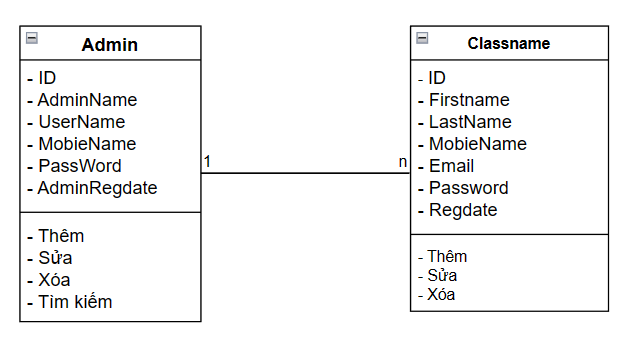 Admin
- ID
- AdminName
- UserName
- MobieName
- PassWord
- AdminRegdate
- Thêm
- Sửa
- Xóa
- Tìm kiếm
1
n
Classname
- ID
- Firstname
- LastName
- MobieName
- Email
- Password
- Regdate
- Thêm
- Sửa
- Xóa